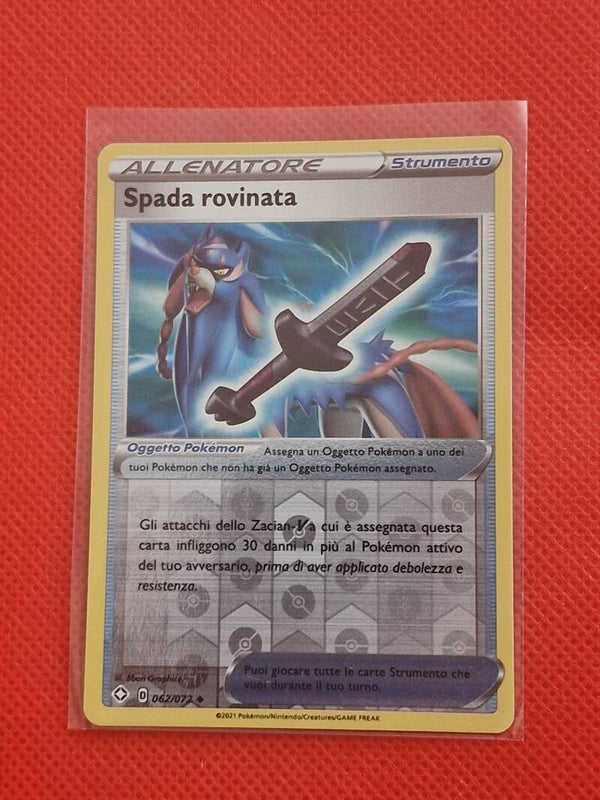 ALLENATORE Strumento
Spada rovinata
Oggetto Pokémon Assegna un Oggetto Pokémon a uno dei
tuoi Pokémon che non ha già un Oggetto Pokémon assegnato.
Gli attacchi dello Zacian-V a cui è assegnata questa
carta infliggono 30 danni in più al Pokémon attivo
del tuo avversario, prima di aver applicato debolezza e
resistenza.
Puoi giocare tutte le carte Strumento che
vuoi durante il tuo turno.
Ill. 5ban Graphics
D 062/072
©2021 Pokémon/Nintendo/Creatures/GAME FREAK